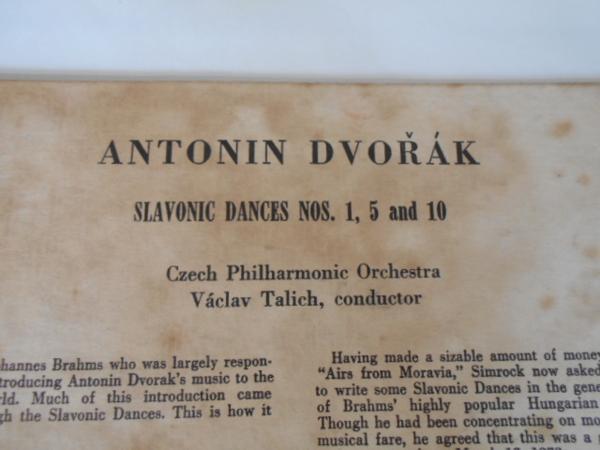 ANTONIN DVOŘÁK
SLAVONIC DANCES NOS. 1, 5 and 10
Czech Philharmonic Orchestra
Václav Talich, conductor
ohannes Brahms who was largely respon-
troducing Antonin Dvorak's music to the
rld. Much of this introduction came
gh the Slavonic Dances. This is how it
Having made a sizable amount of money
"Airs from Moravia," Simrock now asked
to write some Slavonic Dances in the gene
of Brahms' highly popular Hungarian
Though he had been concentrating on mo
musical fare, he agreed that this was a